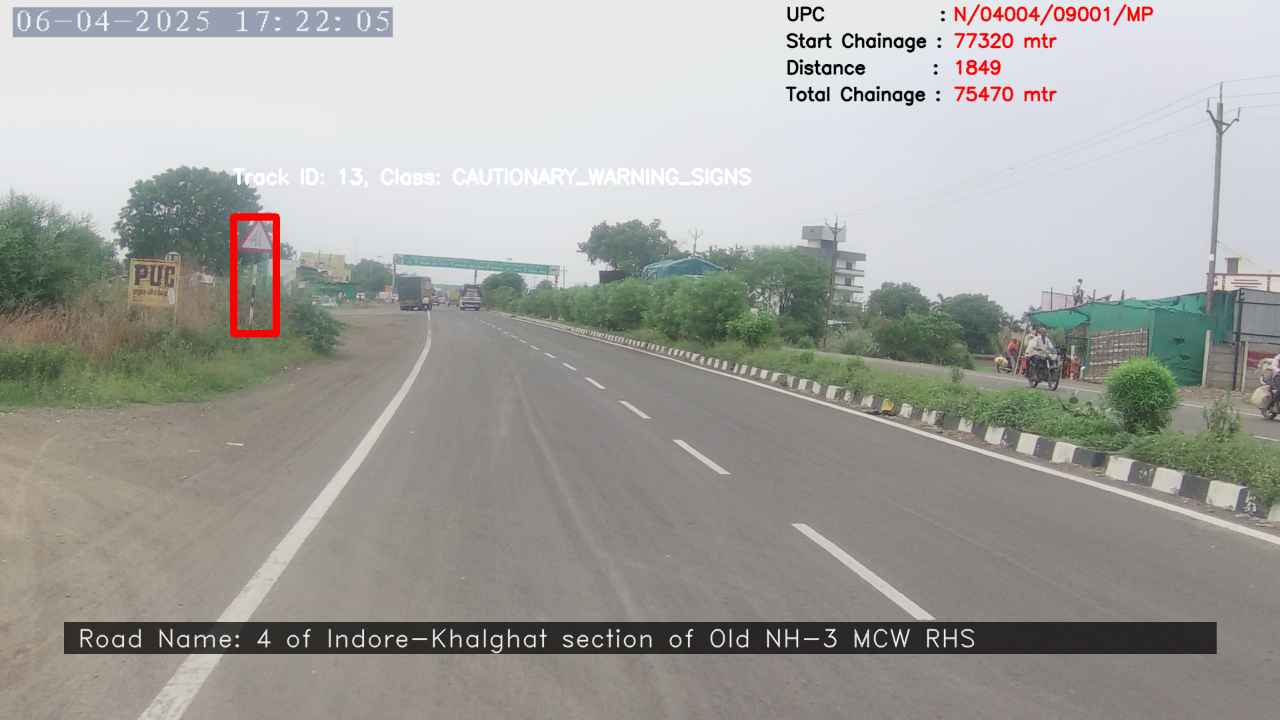 06-04-2025 17:22:05
UPC : N/04004/09001/MP
Start Chainage : 77320 mtr
Distance : 1849
Total Chainage : 75470 mtr
Track ID: 13, Class: CAUTIONARY_WARNING_SIGNS
PUC
Road Name: 4 of Indore-Khalghat section of Old NH-3 MCW RHS